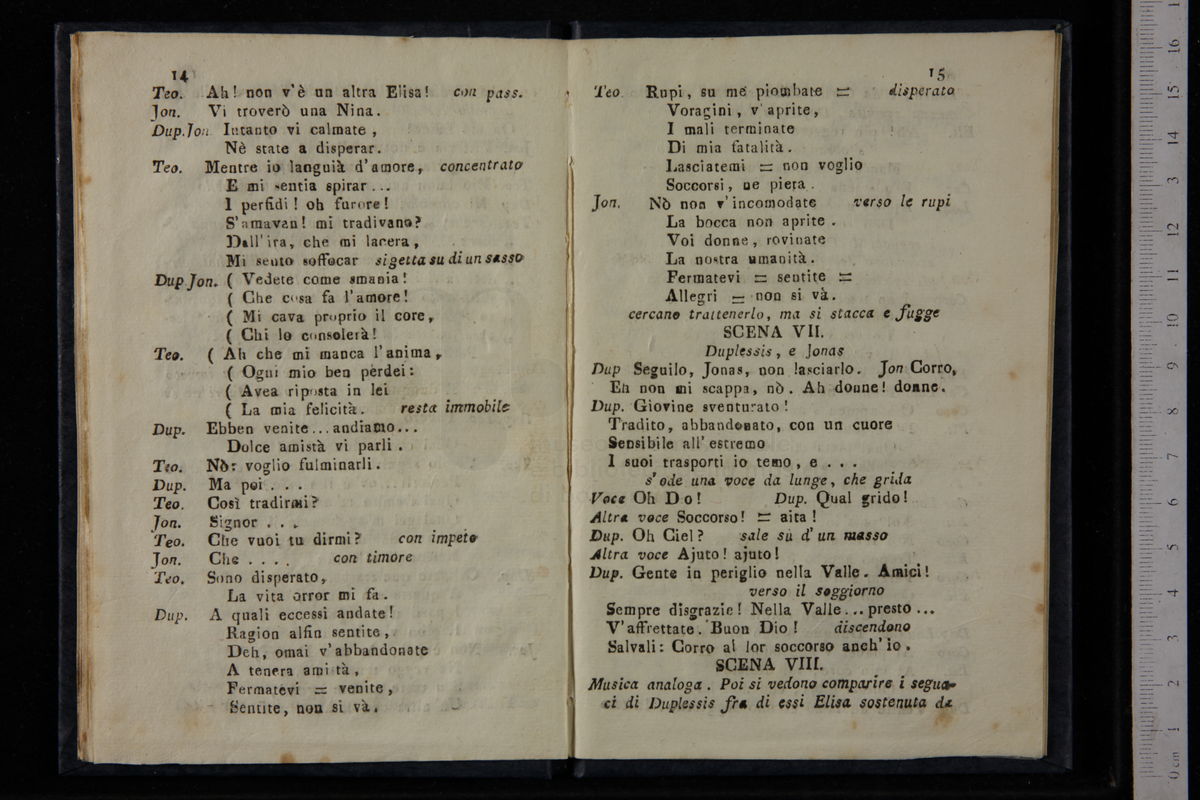 14
Teo. Ah! non v'è un altra Elisa! con pass.
Jon. Vi troverò una Nina.
Dup. Jon. Intanto vi calmate ,
Nè state a disperar.
Teo. Mentre io languià d'amore, concentrato
E mi sentia spirar...
I perfidi! oh furore!
S'amavan! mi tradivano?
Dall'ira, che mi lacera,
Mi sento soffocar si getta su di un sasso
Dup Jon. ( Vedete come smania!
( Che cosa fa l'amore!
( Mi cava proprio il core,
( Chi lo consolerà!
Teo. ( Ah che mi manca l'anima,
( Ogni mio ben perdei:
( Avea riposta in lei
( La mia felicità. resta immobile
Dup. Ebben venite... andiamo...
Dolce amistà vi parli .
Teo. Nò: voglio fulminarli.
Dup. Ma poi . . .
Teo. Così tradirmi?
Jon. Signor . . .
Teo. Che vuoi tu dirmi? con impeto
Jon. Che . . . . con timore
Teo. Sono disperato,
La vita orror mi fa.
Dup. A quali eccessi andate!
Ragion alfin sentite,
Deh, omai v'abbandonate
A tenera amistà,
Fermatevi = venite,
Sentite, non si và.
15
Teo Rupi, su me piombate = disperato
Voragini, v'aprite,
I mali terminate
Di mia fatalità.
Lasciatemi = non voglio
Soccorsi, ne pieta .
Jon. Nò non v'incomodate verso le rupi
La bocca non aprite .
Voi donne, rovinate
La nostra umanità.
Fermatevi = sentite =
Allegri = non si và.
cercano trattenerlo, ma si stacca e fugge
SCENA VII.
Duplessis, e Jonas
Dup Seguilo, Jonas, non lasciarlo. Jon Corro,
Eh non mi scappa, nò. Ah donne! donne.
Dup. Giovine sventurato!
Tradito, abbandonato, con un cuore
Sensibile all'estremo
I suoi trasporti io temo, e . . .
s'ode una voce da lunge, che grida
Voce Oh D o! Dup. Qual grido!
Altra voce Soccorso! = aita!
Dup. Oh Ciel? sale sù d'un masso
Altra voce Ajuto! ajuto!
Dup. Gente in periglio nella Valle. Amici!
verso il soggiorno
Sempre disgrazie! Nella Valle... presto...
V'affrettate. Buon Dio! discendono
Salvali: Corro al lor soccorso anch'io.
SCENA VIII.
Musica analoga. Poi si vedono comparire i segua-
ci di Duplessis fra di essi Elisa sostenuta da